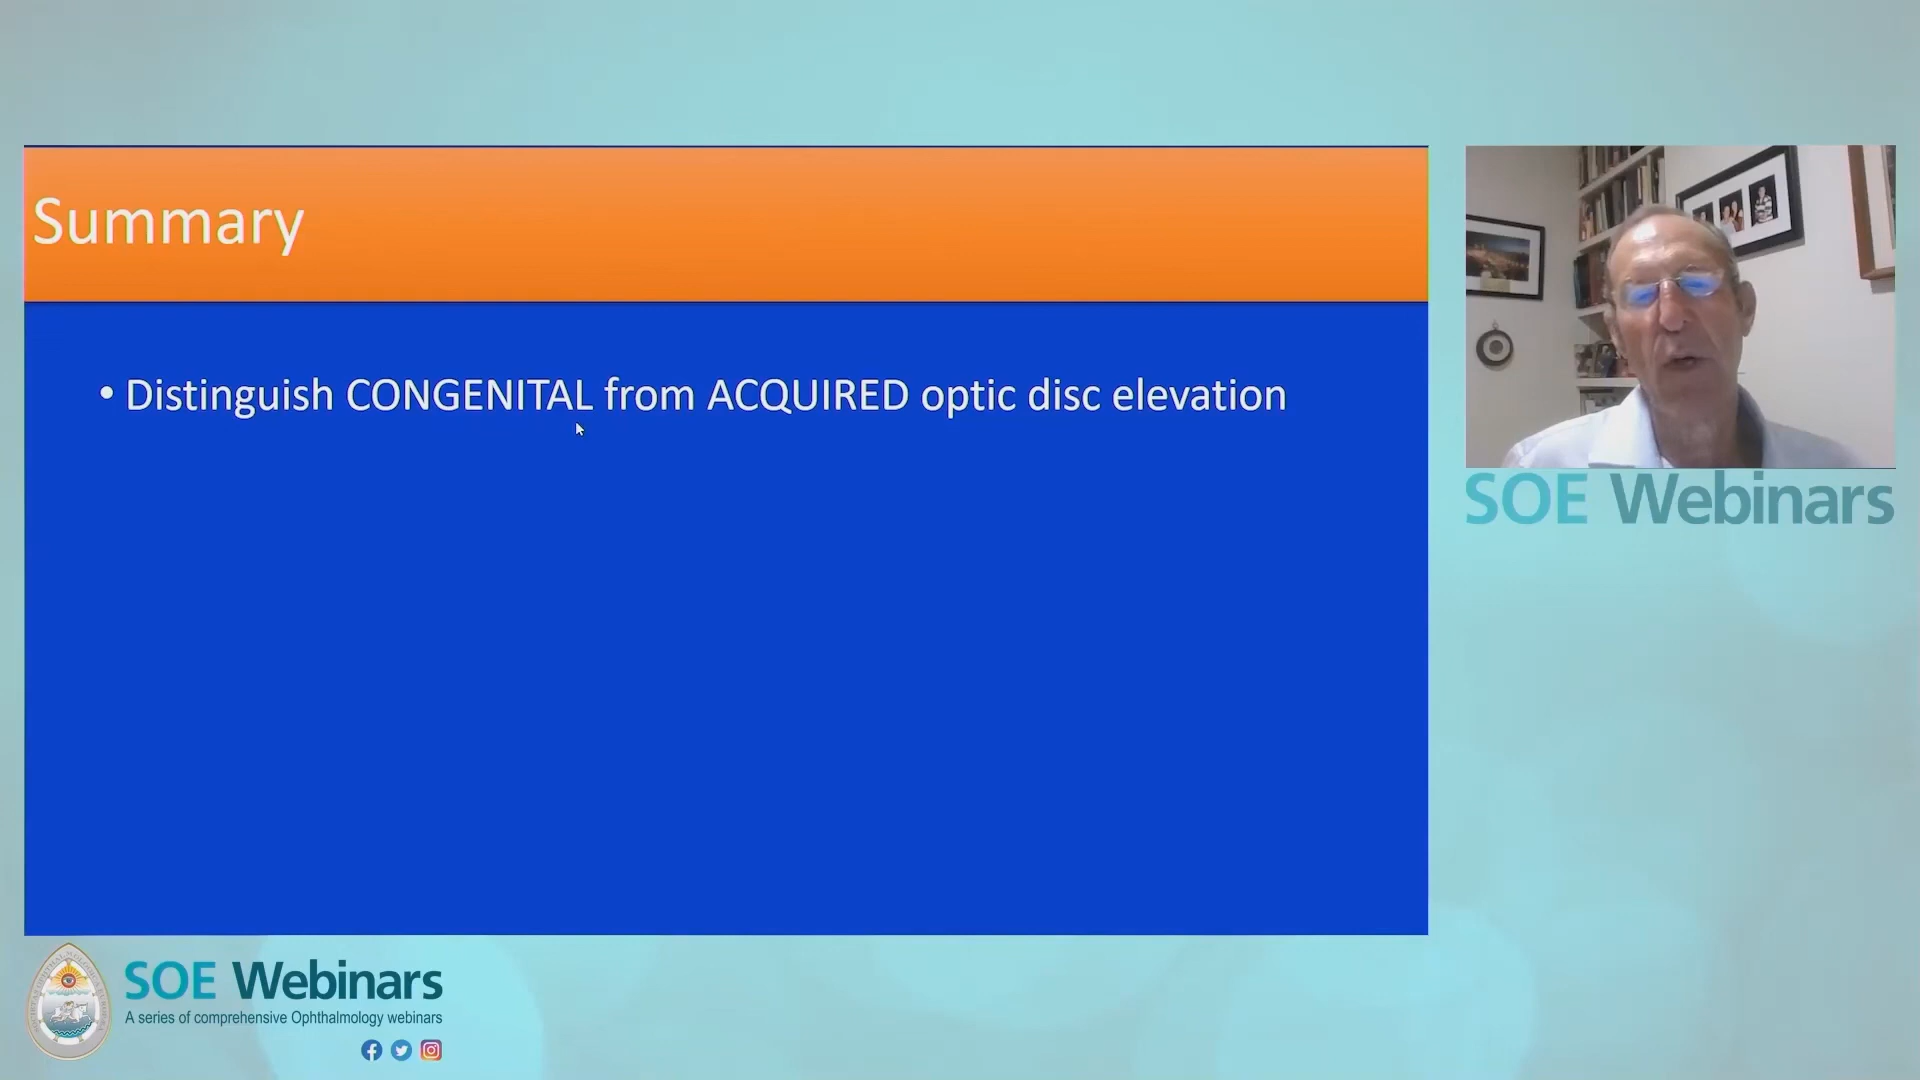 Summary
• Distinguish CONGENITAL from ACQUIRED optic disc elevation
SOE Webinars
SOE Webinars
A series of comprehensive Ophthalmology webinars